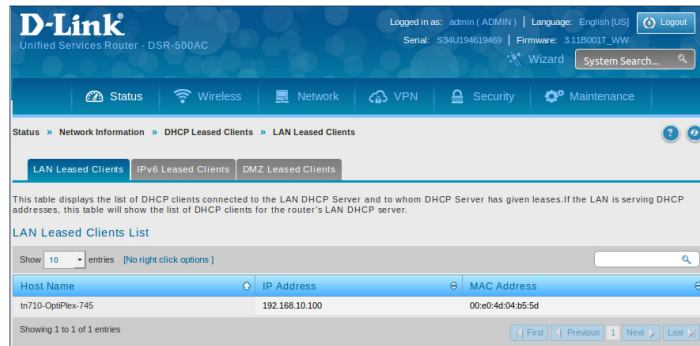 D-Link
Logged in as: admin ( ADMIN ) | Language: English [US] Logout
Unified Services Router - DSR-500AC
Serial: S34U194619469 | Firmware: 3.11B001T_WW
Wizard System Search...
Status Wireless Network VPN Security Maintenance
Status » Network Information » DHCP Leased Clients » LAN Leased Clients
LAN Leased Clients IPv6 Leased Clients DMZ Leased Clients
This table displays the list of DHCP clients connected to the LAN DHCP Server and to whom DHCP Server has given leases.If the LAN is serving DHCP
addresses, this table will show the list of DHCP clients for the router's LAN DHCP server.
LAN Leased Clients List
Show 10 entries [No right click options ]
Host Name IP Address MAC Address
tn710-OptiPlex-745 192.168.10.100 00:e0:4d:04:b5:5d
Showing 1 to 1 of 1 entries First Previous 1 Next Last